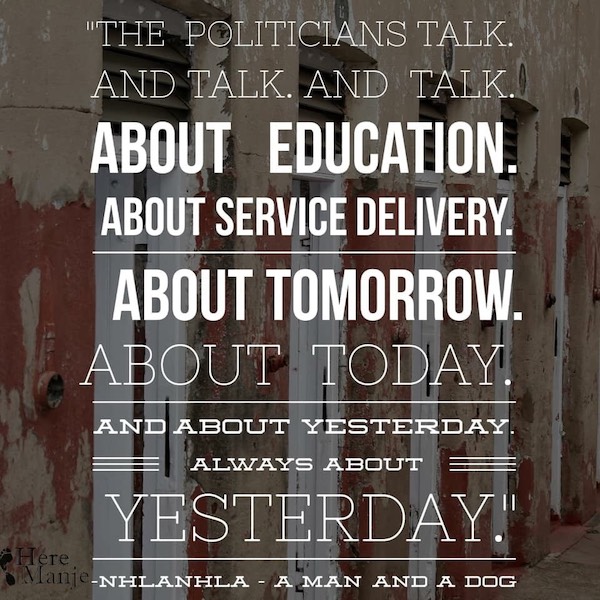 "THE POLITICIANS TALK.
AND TALK. AND TALK.
ABOUT EDUCATION.
ABOUT SERVICE DELIVERY.
ABOUT TOMORROW.
ABOUT TODAY.
AND ABOUT YESTERDAY.
ALWAYS ABOUT
YESTERDAY."
-NHLANHLA - A MAN AND A DOG
Here
Manje